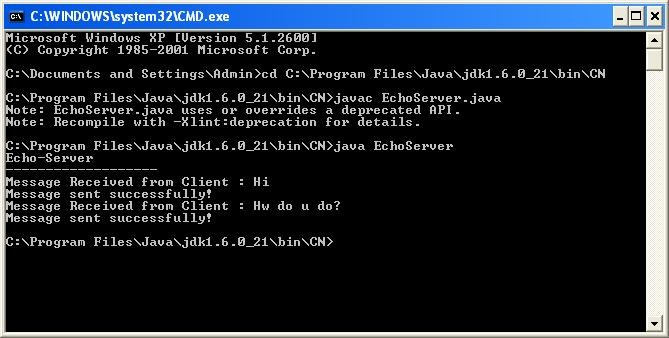 C:\WINDOWS\system32\CMD.exe
Microsoft Windows XP [Version 5.1.2600]
(C) Copyright 1985-2001 Microsoft Corp.
C:\Documents and Settings\Admin>cd C:\Program Files\Java\jdk1.6.0_21\bin\CN
C:\Program Files\Java\jdk1.6.0_21\bin\CN>javac EchoServer.java
Note: EchoServer.java uses or overrides a deprecated API.
Note: Recompile with -Xlint:deprecation for details.
C:\Program Files\Java\jdk1.6.0_21\bin\CN>java EchoServer
Echo-Server
-------------------
Message Received from Client : Hi
Message sent successfully!
Message Received from Client : Hw do u do?
Message sent successfully!
C:\Program Files\Java\jdk1.6.0_21\bin\CN>